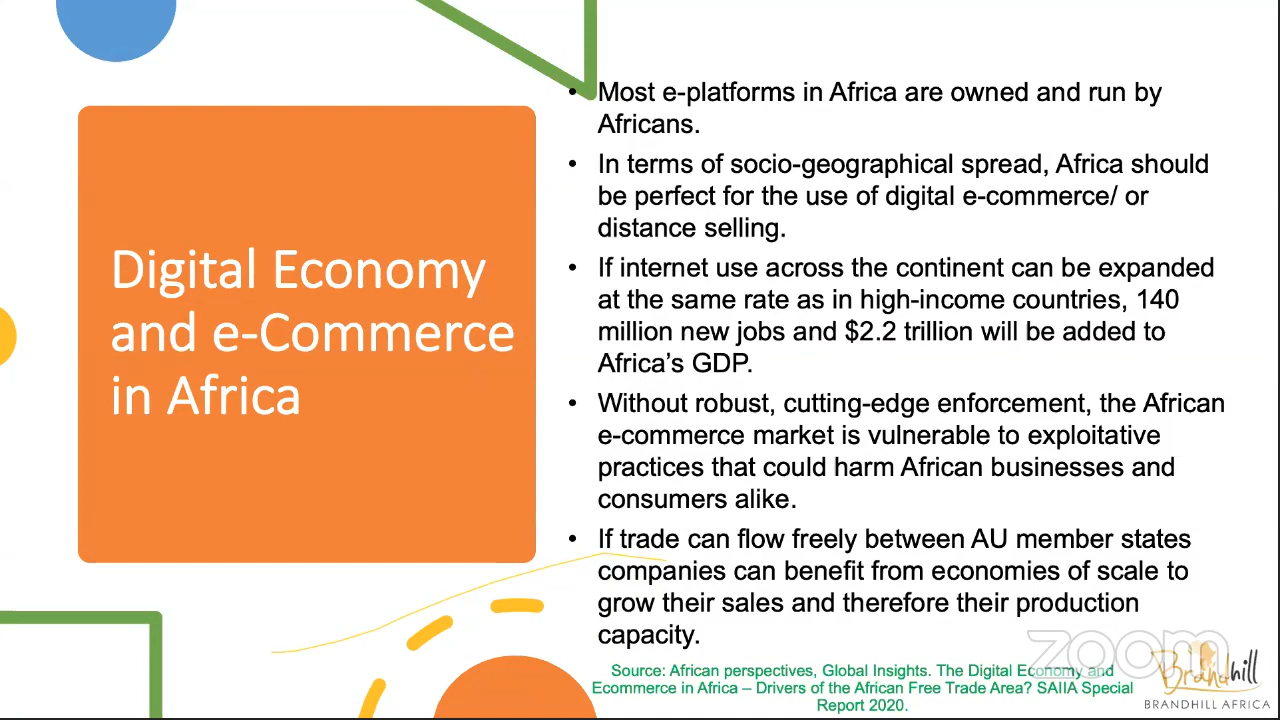 Digital Economy
and e-Commerce
in Africa
• Most e-platforms in Africa are owned and run by
Africans.
• In terms of socio-geographical spread, Africa should
be perfect for the use of digital e-commerce/ or
distance selling.
• If internet use across the continent can be expanded
at the same rate as in high-income countries, 140
million new jobs and $2.2 trillion will be added to
Africa’s GDP.
• Without robust, cutting-edge enforcement, the African
e-commerce market is vulnerable to exploitative
practices that could harm African businesses and
consumers alike.
• If trade can flow freely between AU member states
companies can benefit from economies of scale to
grow their sales and therefore their production
capacity.
Source: African perspectives, Global Insights. The Digital Economy and
Ecommerce in Africa – Drivers of the African Free Trade Area? SAIIA Special
Report 2020.
zoom
Brandhill
BRANDHILL AFRICA